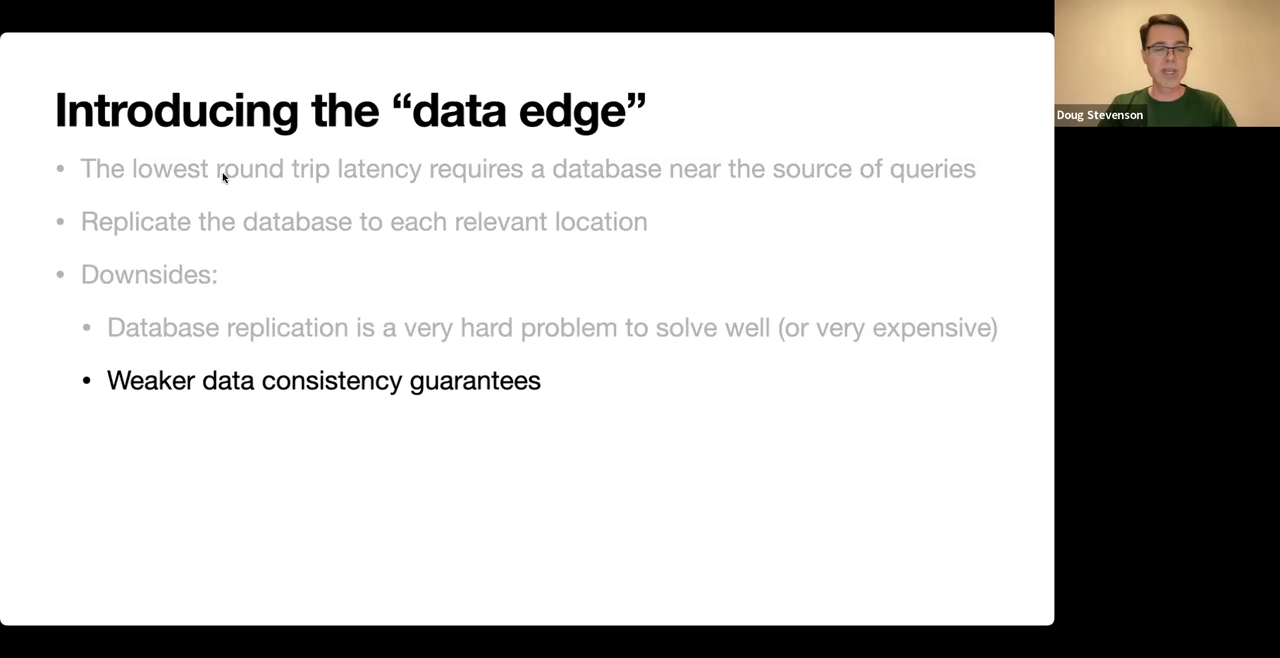 Introducing the “data edge”
• The lowest round trip latency requires a database near the source of queries
• Replicate the database to each relevant location
• Downsides:
• Database replication is a very hard problem to solve well (or very expensive)
• Weaker data consistency guarantees
Doug Stevenson